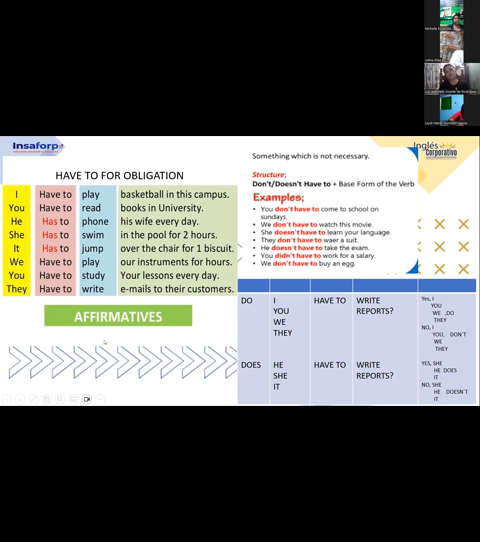 Insaforp
HAVE TO FOR OBLIGATION
I Have to play basketball in this campus.
You Have to read books in University.
He Has to phone his wife every day.
She Has to swim in the pool for 2 hours.
It Has to jump over the chair for 1 biscuit.
We Have to play our instruments for hours.
You Have to study Your lessons every day.
They Have to write e-mails to their customers.
AFFIRMATIVES
Inglés
corporativo
Something which is not necessary.
Structure;
Don't/Doesn't Have to + Base Form of the Verb
Examples;
• You don't have to come to school on
sundays.
• We don't have to watch this movie.
• She doesn't have to learn your language.
• They don't have to waer a suit.
• He doesn't have to take the exam.
• You didn't have to work for a salary.
• We don't have to buy an egg.
DO I HAVE TO WRITE
YOU REPORTS?
WE
THEY
Yes, I
YOU
WE ,DO
THEY
NO, I
YOU, DON'T
WE
THEY
DOES HE HAVE TO WRITE
SHE REPORTS?
IT
YES, SHE
HE DOES
IT
NO, SHE
HE DOESN'T
IT